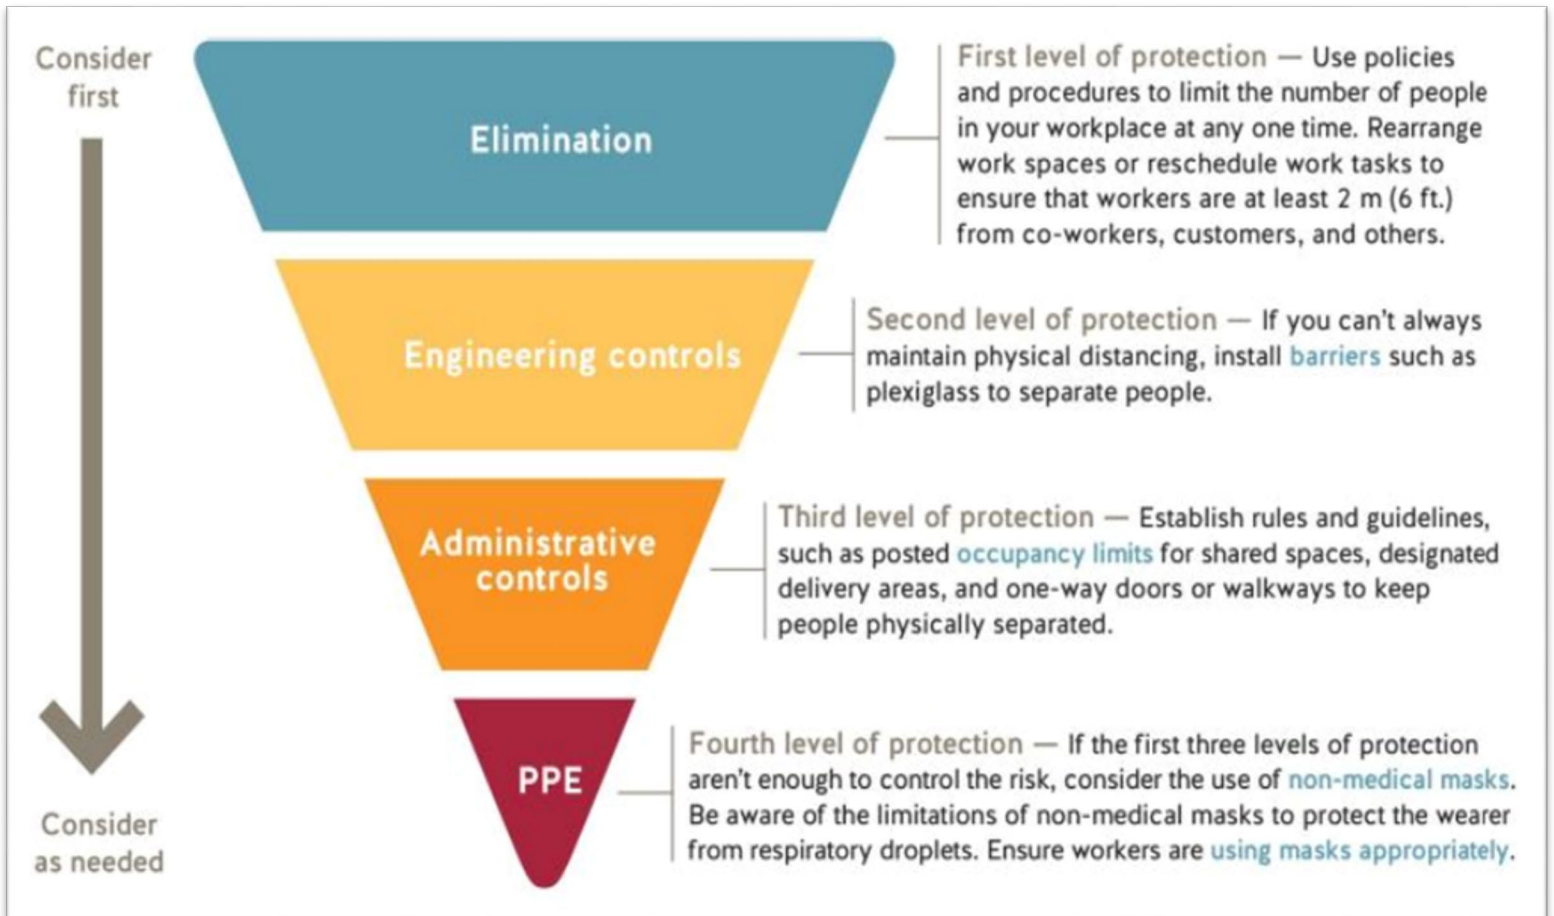 Consider
first
Elimination
First level of protection — Use policies
and procedures to limit the number of people
in your workplace at any one time. Rearrange
work spaces or reschedule work tasks to
ensure that workers are at least 2 m (6 ft.)
from co-workers, customers, and others.
Engineering controls
Second level of protection — If you can't always
maintain physical distancing, install barriers such as
plexiglass to separate people.
Administrative
controls
Third level of protection — Establish rules and guidelines,
such as posted occupancy limits for shared spaces, designated
delivery areas, and one-way doors or walkways to keep
people physically separated.
PPE
Fourth level of protection — If the first three levels of protection
aren't enough to control the risk, consider the use of non-medical masks.
Be aware of the limitations of non-medical masks to protect the wearer
from respiratory droplets. Ensure workers are using masks appropriately.
Consider
as needed